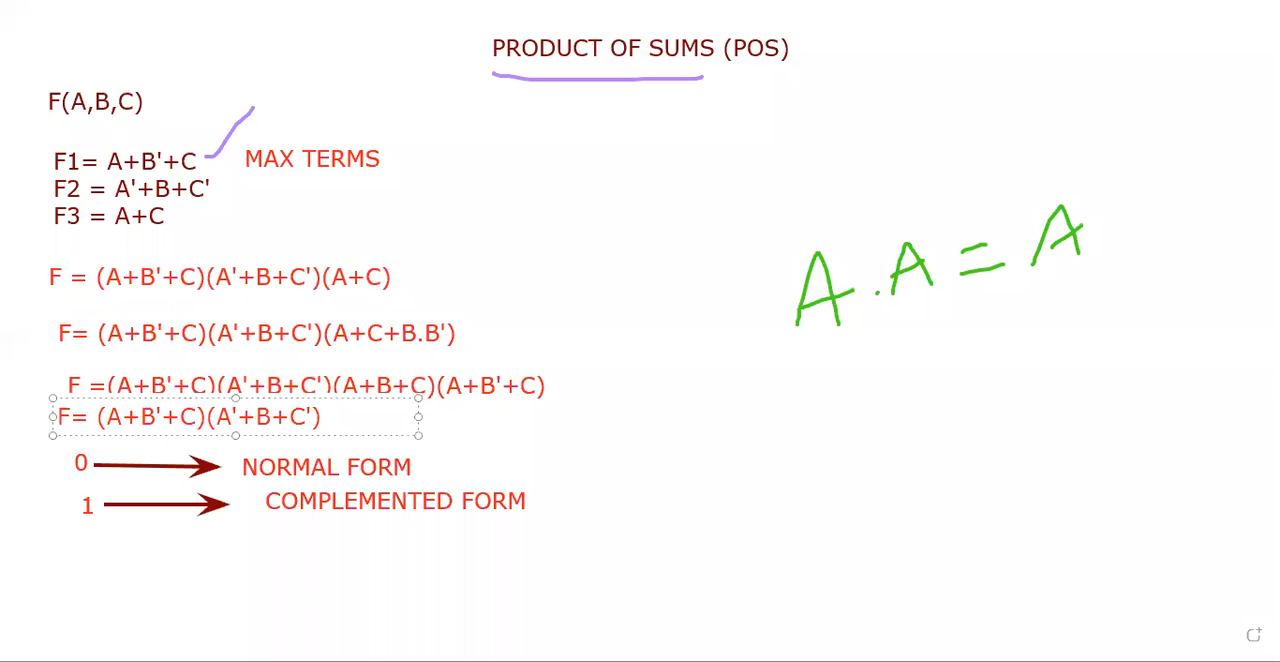 PRODUCT OF SUMS (POS)
F(A,B,C)
F1= A+B'+C
MAX TERMS
F2 = A'+B+C'
F3 = A+C
A.A=A
F = (A+B'+C)(A'+B+C')(A+C)
F= (A+B'+C)(A'+B+C')(A+C+B.B')
F =(A+B'+C)(A'+B+C')(A+B+C)(A+B'+C)
F= (A+B'+C)(A'+B+C')
0 NORMAL FORM
1 COMPLEMENTED FORM